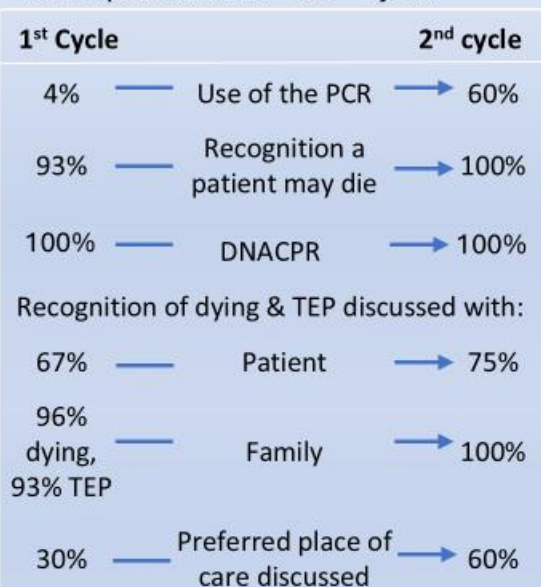 1st Cycle 2nd cycle
4% Use of the PCR 60%
Recognition a
93% patient may die 100%
100% DNACPR 100%
Recognition of dying & TEP discussed with:
67% Patient 75%
96%
dying, Family 100%
93% TEP
Preferred place of
30% care discussed 60%